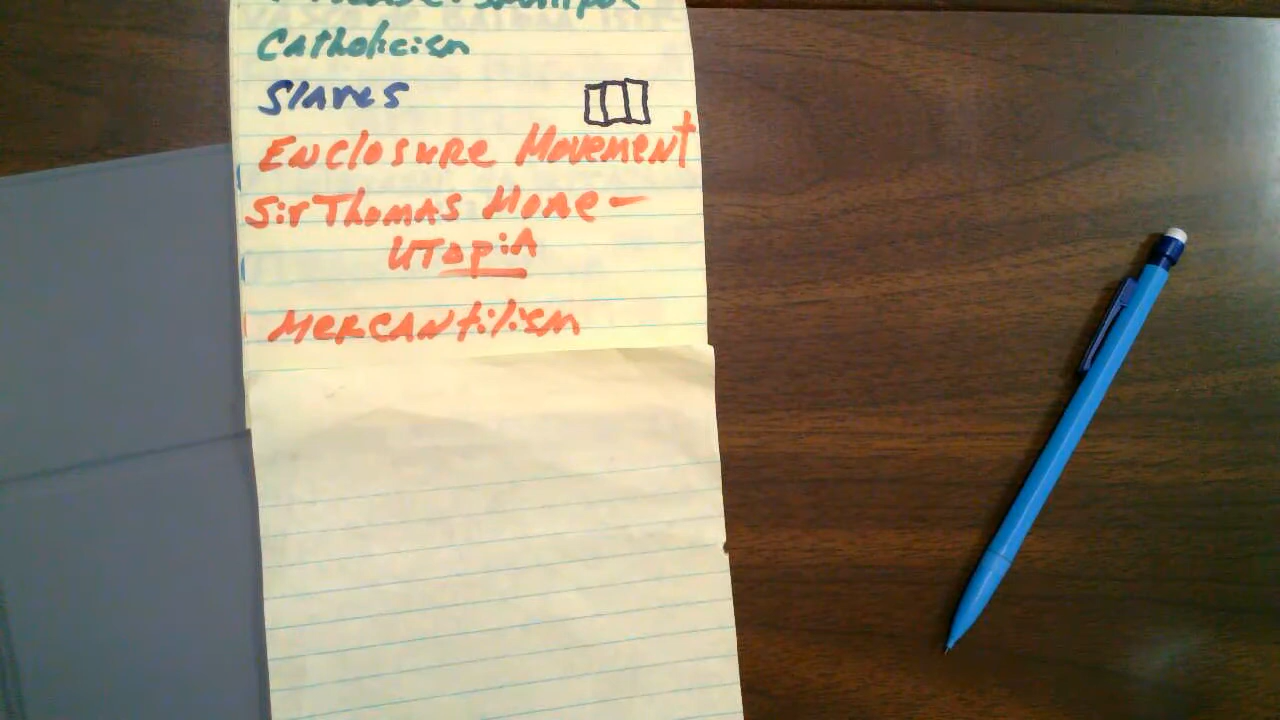 Catholicism
Slaves
Enclosure Movement
Sir Thomas More -
Utopia
Mercantilism